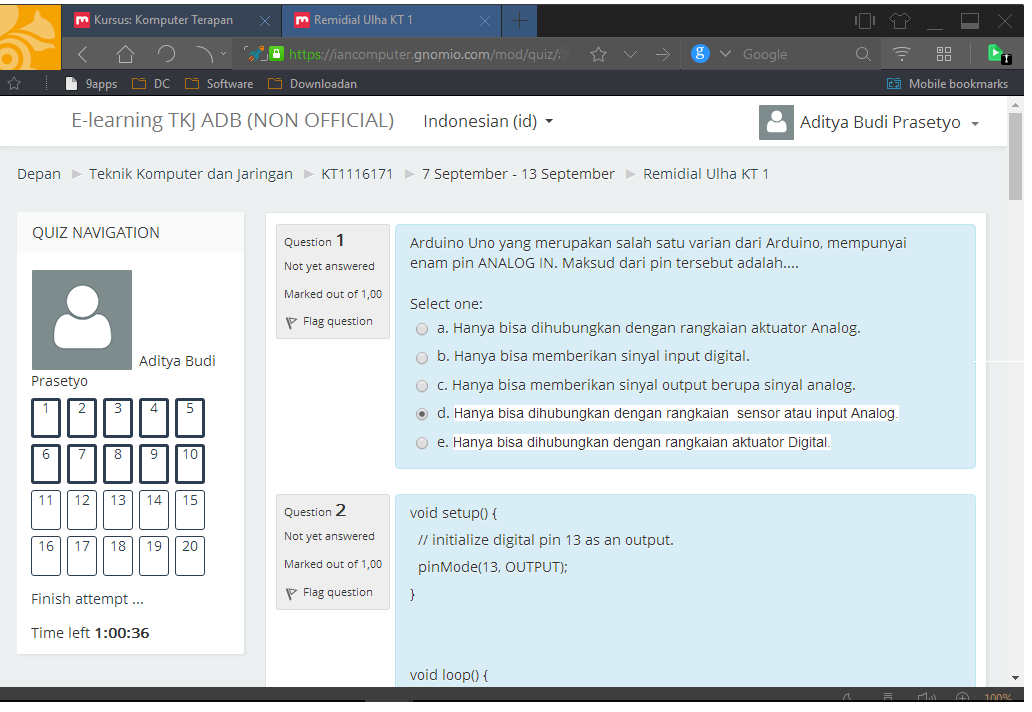 Kursus: Komputer Terapan
Remidial Ulha KT 1
https://iancomputer.gnomio.com/mod/quiz/
Google
9apps
DC
Software
Downloadan
Mobile bookmarks
E-learning TKJ ADB (NON OFFICIAL)
Indonesian (id)
Aditya Budi Prasetyo
Depan ► Teknik Komputer dan Jaringan ► KT1116171 ► 7 September - 13 September ► Remidial Ulha KT 1
QUIZ NAVIGATION
Aditya Budi
Prasetyo
1 2 3 4 5
6 7 8 9 10
11 12 13 14 15
16 17 18 19 20
Finish attempt ...
Time left 1:00:36
Question 1
Not yet answered
Marked out of 1,00
Flag question
Arduino Uno yang merupakan salah satu varian dari Arduino, mempunyai
enam pin ANALOG IN. Maksud dari pin tersebut adalah....
Select one:
a. Hanya bisa dihubungkan dengan rangkaian aktuator Analog.
b. Hanya bisa memberikan sinyal input digital.
c. Hanya bisa memberikan sinyal output berupa sinyal analog.
d. Hanya bisa dihubungkan dengan rangkaian  sensor atau input Analog.
e. Hanya bisa dihubungkan dengan rangkaian aktuator Digital.
Question 2
Not yet answered
Marked out of 1,00
Flag question
void setup() {
// initialize digital pin 13 as an output.
pinMode(13, OUTPUT);
}
void loop() {
100%